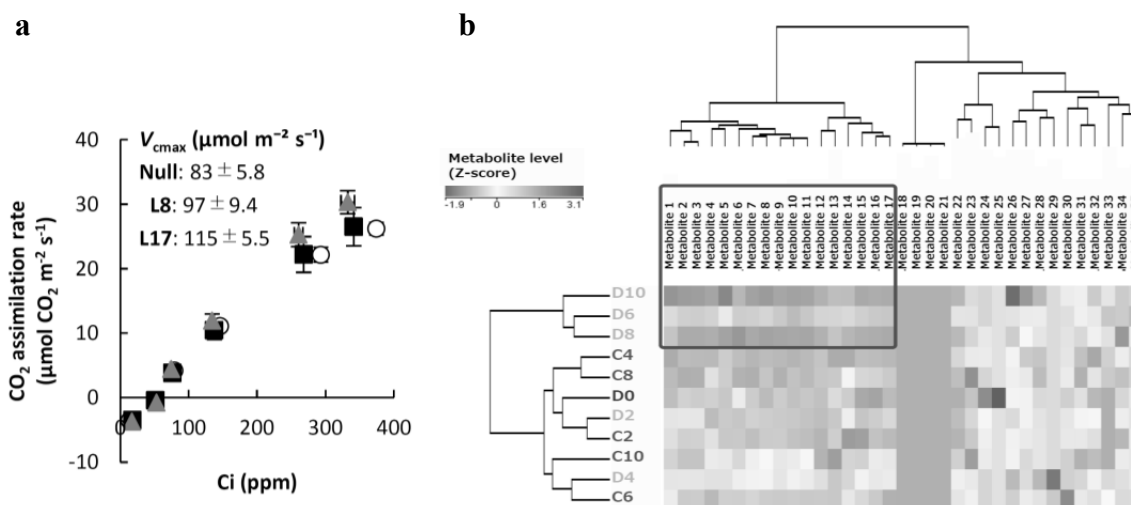 a
CO₂ assimilation rate
(μmol CO₂ m⁻² s⁻¹)
40
30
20
10
0
-10
Vcmax (μmol m⁻² s⁻¹)
Null: 83 ± 5.8
L8: 97 ± 9.4
L17: 115 ± 5.5
0
100
200
300
400
Ci (ppm)
b
Metabolite level
(Z-score)
-1.9 0 1.6 3.1
Metabolite 1
Metabolite 2
Metabolite 3
Metabolite 4
Metabolite 5
Metabolite 6
Metabolite 7
Metabolite 8
Metabolite 9
Metabolite 10
Metabolite 11
Metabolite 12
Metabolite 13
Metabolite 14
Metabolite 15
Metabolite 16
Metabolite 17
Metabolite 18
Metabolite 19
Metabolite 20
Metabolite 21
Metabolite 22
Metabolite 23
Metabolite 24
Metabolite 25
Metabolite 26
Metabolite 27
Metabolite 28
Metabolite 29
Metabolite 30
Metabolite 31
Metabolite 32
Metabolite 33
Metabolite 34
D10
D6
D8
C4
C8
D0
D2
C2
C10
D4
C6